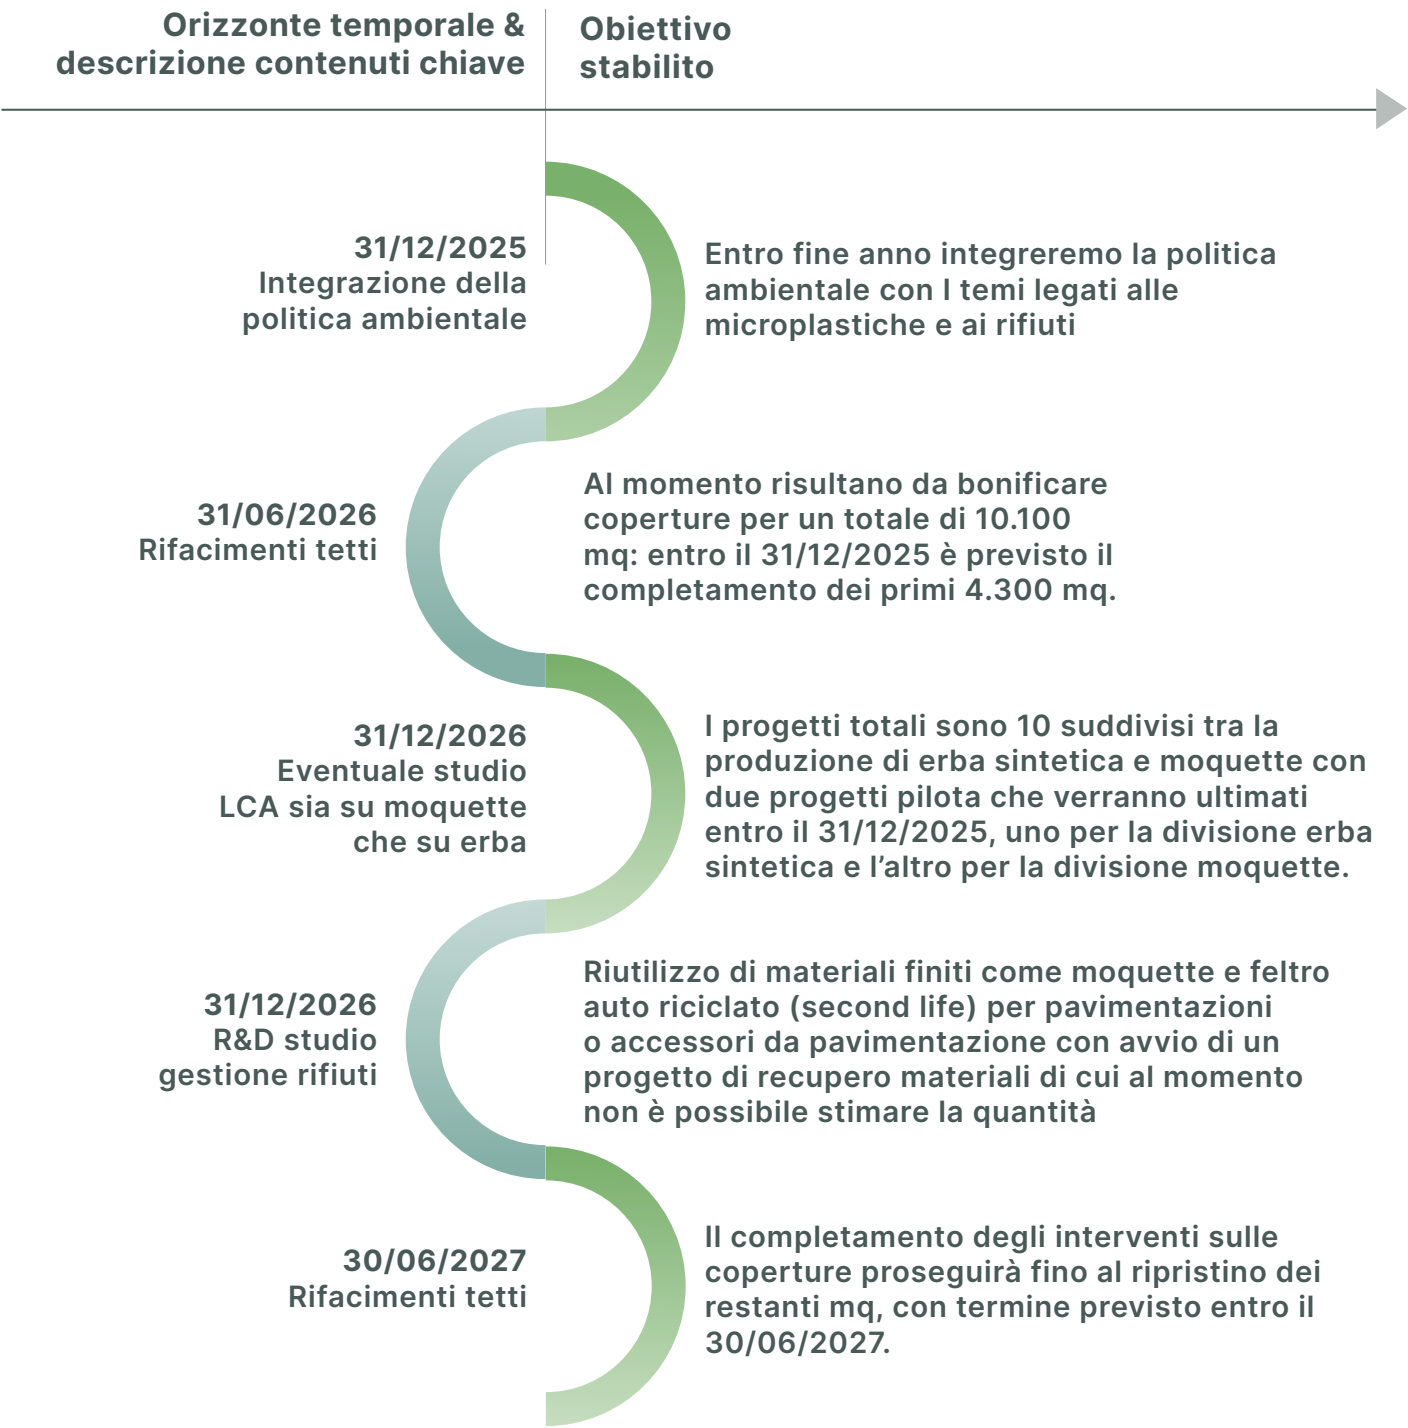 Orizzonte temporale &
descrizione contenuti chiave
Obiettivo
stabilito
31/12/2025
Integrazione della
politica ambientale
Entro fine anno integreremo la politica
ambientale con I temi legati alle
microplastiche e ai rifiuti
31/06/2026
Rifacimenti tetti
Al momento risultano da bonificare
coperture per un totale di 10.100
mq: entro il 31/12/2025 è previsto il
completamento dei primi 4.300 mq.
31/12/2026
Eventuale studio
LCA sia su moquette
che su erba
I progetti totali sono 10 suddivisi tra la
produzione di erba sintetica e moquette con
due progetti pilota che verranno ultimati
entro il 31/12/2025, uno per la divisione erba
sintetica e l’altro per la divisione moquette.
31/12/2026
R&D studio
gestione rifiuti
Riutilizzo di materiali finiti come moquette e feltro
auto riciclato (second life) per pavimentazioni
o accessori da pavimentazione con avvio di un
progetto di recupero materiali di cui al momento
non è possibile stimare la quantità
30/06/2027
Rifacimenti tetti
Il completamento degli interventi sulle
coperture proseguirà fino al ripristino dei
restanti mq, con termine previsto entro il
30/06/2027.